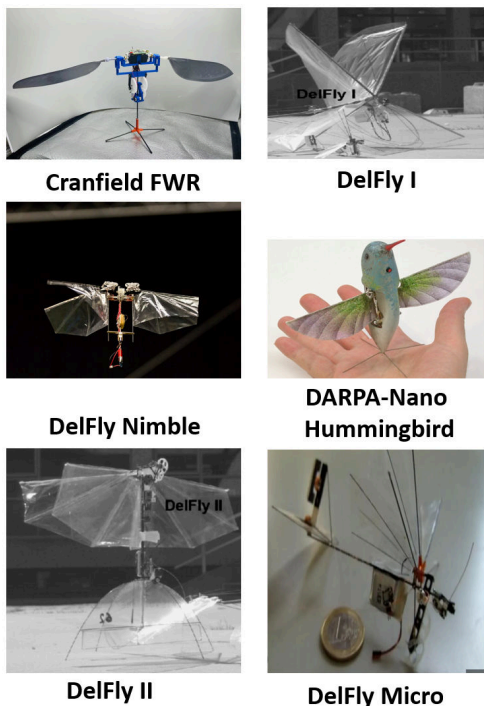 DelFly I
Cranfield FWR
DelFly I
DelFly Nimble
DARPA-Nano
Hummingbird
DelFly II
DelFly II
DelFly Micro